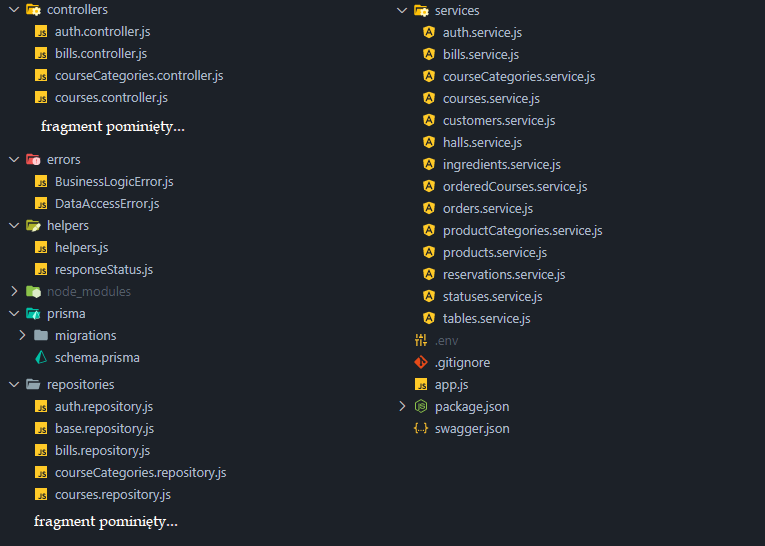 controllers
auth.controller.js
bills.controller.js
courseCategories.controller.js
courses.controller.js
fragment pominięty...
errors
BusinessLogicError.js
DataAccessError.js
helpers
helpers.js
responseStatus.js
node_modules
prisma
migrations
schema.prisma
repositories
auth.repository.js
base.repository.js
bills.repository.js
courseCategories.repository.js
courses.repository.js
fragment pominięty...
services
auth.service.js
bills.service.js
courseCategories.service.js
courses.service.js
customers.service.js
halls.service.js
ingredients.service.js
orderedCourses.service.js
orders.service.js
productCategories.service.js
products.service.js
reservations.service.js
statuses.service.js
tables.service.js
.env
.gitignore
app.js
package.json
swagger.json